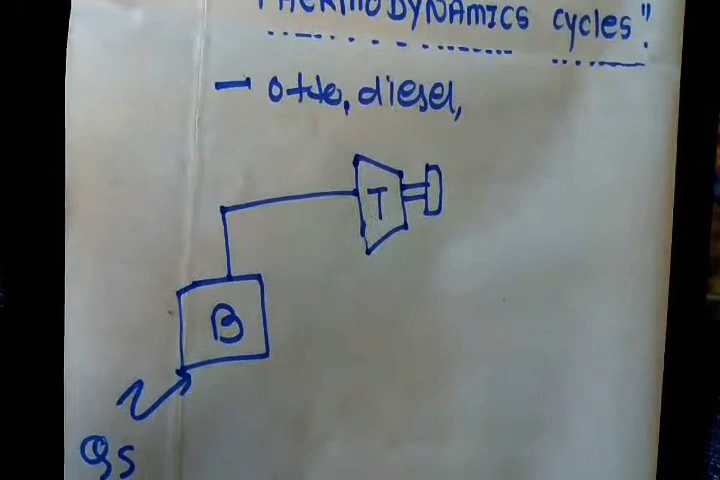 "THERMODYNAMICS cycles".
- otto, diesel,
T
B
Qs